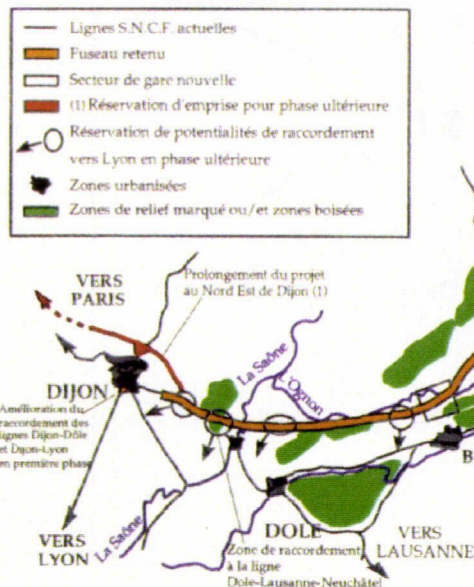 Lignes S.N.C.F. actuelles
Fuseau retenu
Secteur de gare nouvelle
(1) Réservation d'emprise pour phase ultérieure
Réservation de potentialités de raccordement
vers Lyon en phase ultérieure
Zones urbanisées
Zones de relief marqué ou/et zones boisées
VERS
PARIS
Prolongement du projet
au Nord Est de Dijon (1)
La Saône
L'Ognon
DIJON
Amélioration du
raccordement des
lignes Dijon-Dôle
et Dijon-Lyon
en première phase
B
VERS
LYON
La Saône
DOLE
Zone de raccordement
à la ligne
Dole-Lausanne-Neuchâtel
VERS
LAUSANNE